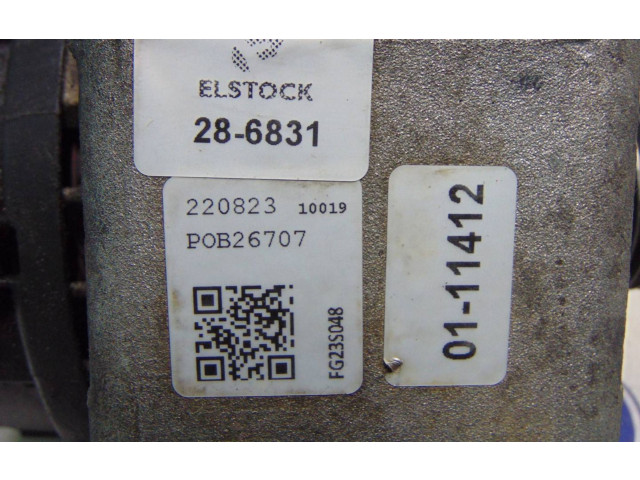 ELSTOCK
28-6831
220823 10019
POB26707
FG23S048
01-11412